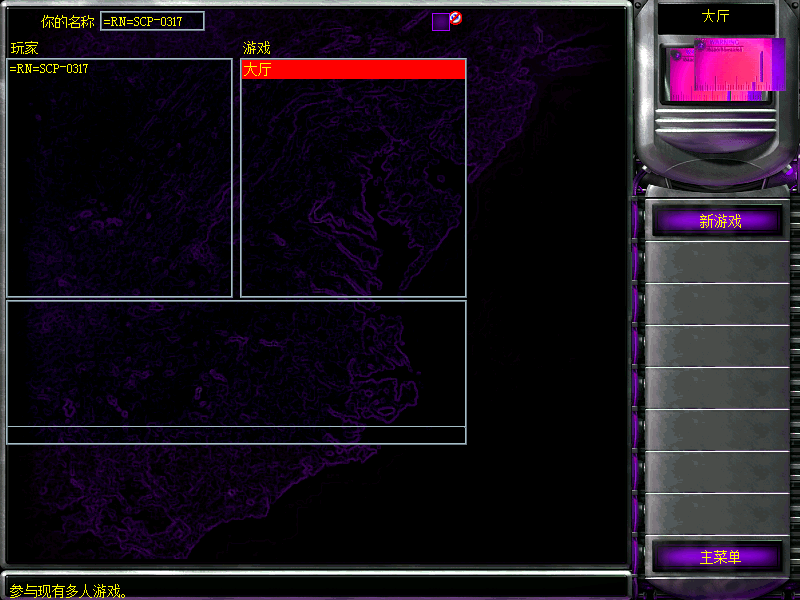 你的名称 =RN=SCP-0317
大厅
玩家
游戏
=RN=SCP-0317
大厅
新游戏
主菜单
参与现有多人游戏。